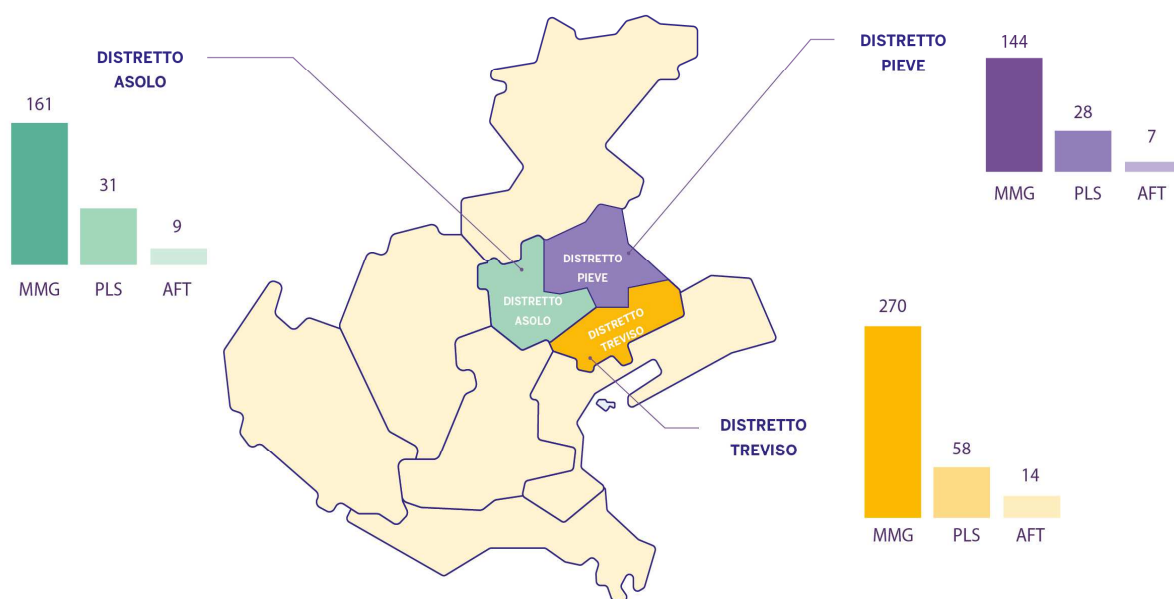 DISTRETTO
ASOLO
161
31
9
MMG PLS AFT
DISTRETTO
PIEVE
144
28
7
MMG PLS AFT
DISTRETTO
PIEVE
DISTRETTO
ASOLO
DISTRETTO
TREVISO
DISTRETTO
TREVISO
270
58
14
MMG PLS AFT